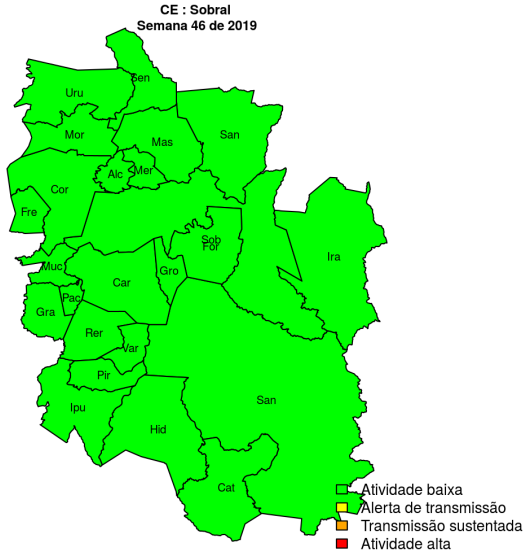 CE : Sobral
Semana 46 de 2019
Sen
Uru
Mor
Mas
San
Alc
Mer
Cor
Fre
Sob
For
Ira
Muc
Gro
Car
Pac
Gra
Rer
Var
Pir
San
Ipu
Hid
Cat
Atividade baixa
Alerta de transmissão
Transmissão sustentada
Atividade alta